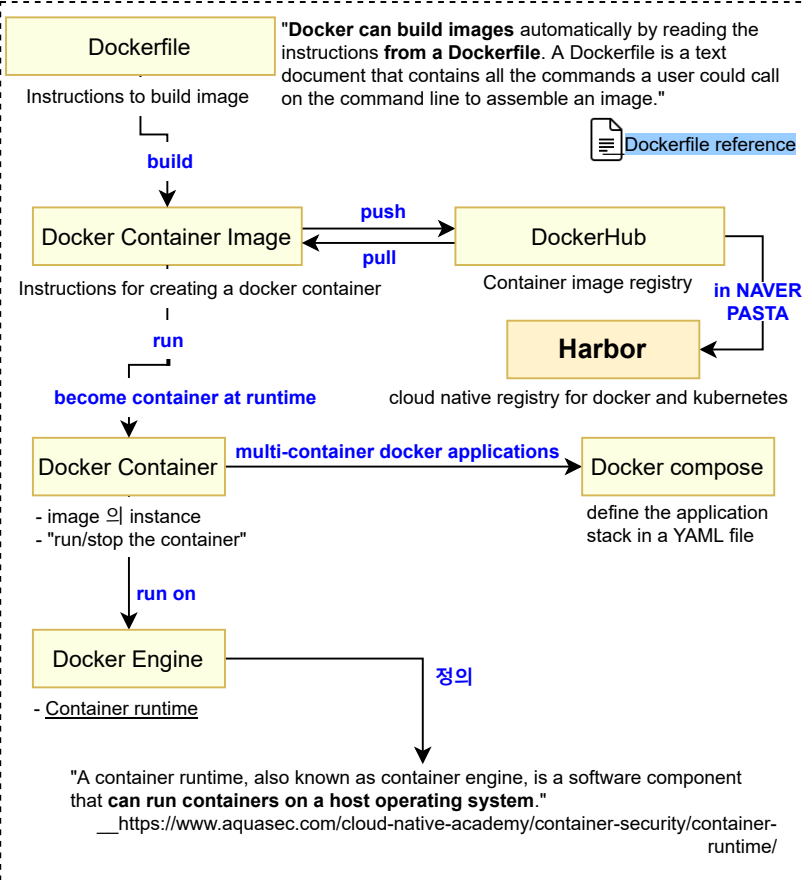 Dockerfile
"Docker can build images automatically by reading the
instructions from a Dockerfile. A Dockerfile is a text
document that contains all the commands a user could call
on the command line to assemble an image."
Instructions to build image
__Dockerfile reference
build
Docker Container Image
push
pull
DockerHub
Instructions for creating a docker container
Container image registry
in NAVER
PASTA
run
Harbor
cloud native registry for docker and kubernetes
become container at runtime
Docker Container
multi-container docker applications
Docker compose
- image 의 instance
- "run/stop the container"
define the application
stack in a YAML file
run on
Docker Engine
정의
- Container runtime
"A container runtime, also known as container engine, is a software component
that can run containers on a host operating system."
__https://www.aquasec.com/cloud-native-academy/container-security/container-
runtime/